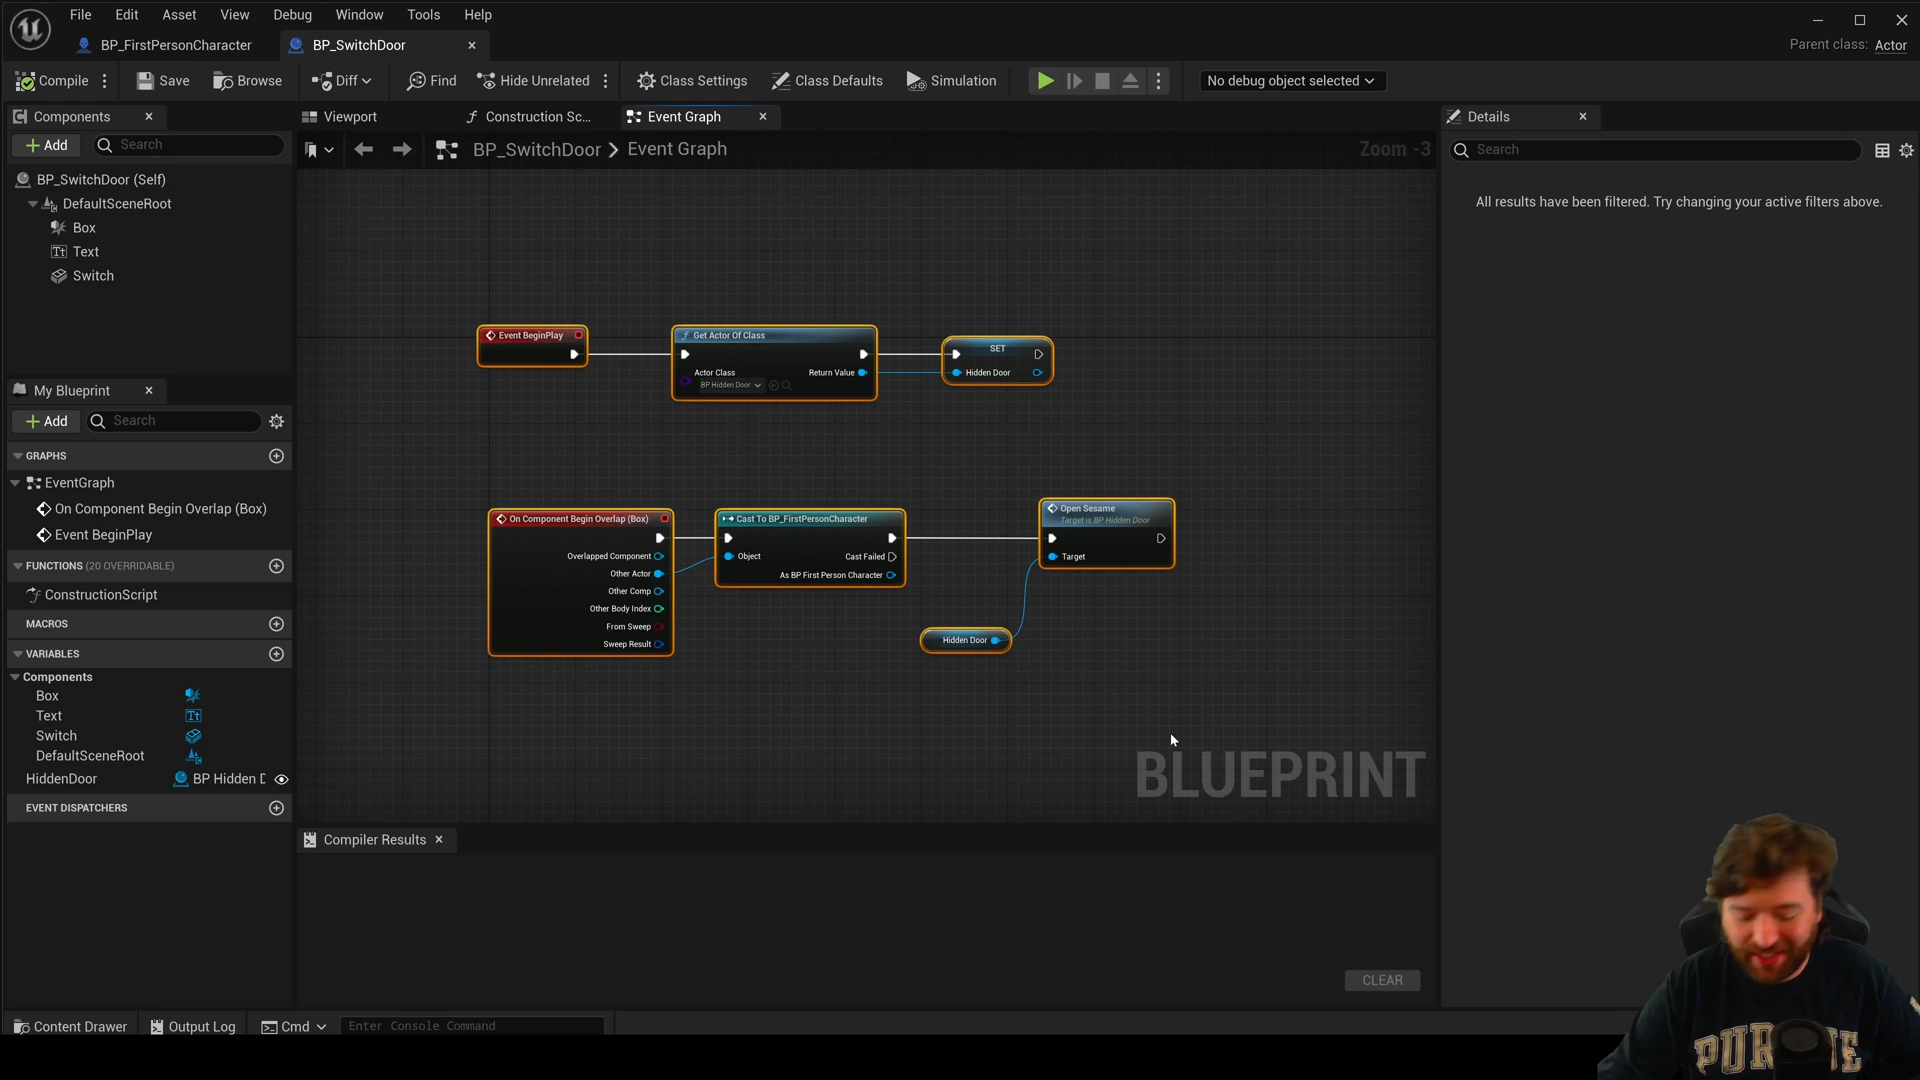 File Edit Asset View Debug Window Tools Help
BP_FirstPersonCharacter
BP_SwitchDoor
Parent class: Actor
Compile
Save
Browse
Diff
Find
Hide Unrelated
Class Settings
Class Defaults
Simulation
No debug object selected
Components
Add
Search
BP_SwitchDoor (Self)
DefaultSceneRoot
Box
Text
Switch
My Blueprint
Add
Search
GRAPHS
EventGraph
On Component Begin Overlap (Box)
Event BeginPlay
FUNCTIONS (20 OVERRIDABLE)
ConstructionScript
MACROS
VARIABLES
Components
Box
Text
Switch
DefaultSceneRoot
HiddenDoor BP Hidden D
EVENT DISPATCHERS
Viewport
Construction Sc...
Event Graph
BP_SwitchDoor > Event Graph
Zoom -3
Event BeginPlay
Get Actor Of Class
Actor Class
BP Hidden Door
Return Value
SET
Hidden Door
On Component Begin Overlap (Box)
Overlapped Component
Other Actor
Other Comp
Other Body Index
From Sweep
Sweep Result
Cast To BP_FirstPersonCharacter
Object
Cast Failed
As BP First Person Character
Open Sesame
Target is BP Hidden Door
Target
Hidden Door
BLUEPRINT
Compiler Results
CLEAR
Details
Search
All results have been filtered. Try changing your active filters above.
Content Drawer
Output Log
Cmd
Enter Console Command